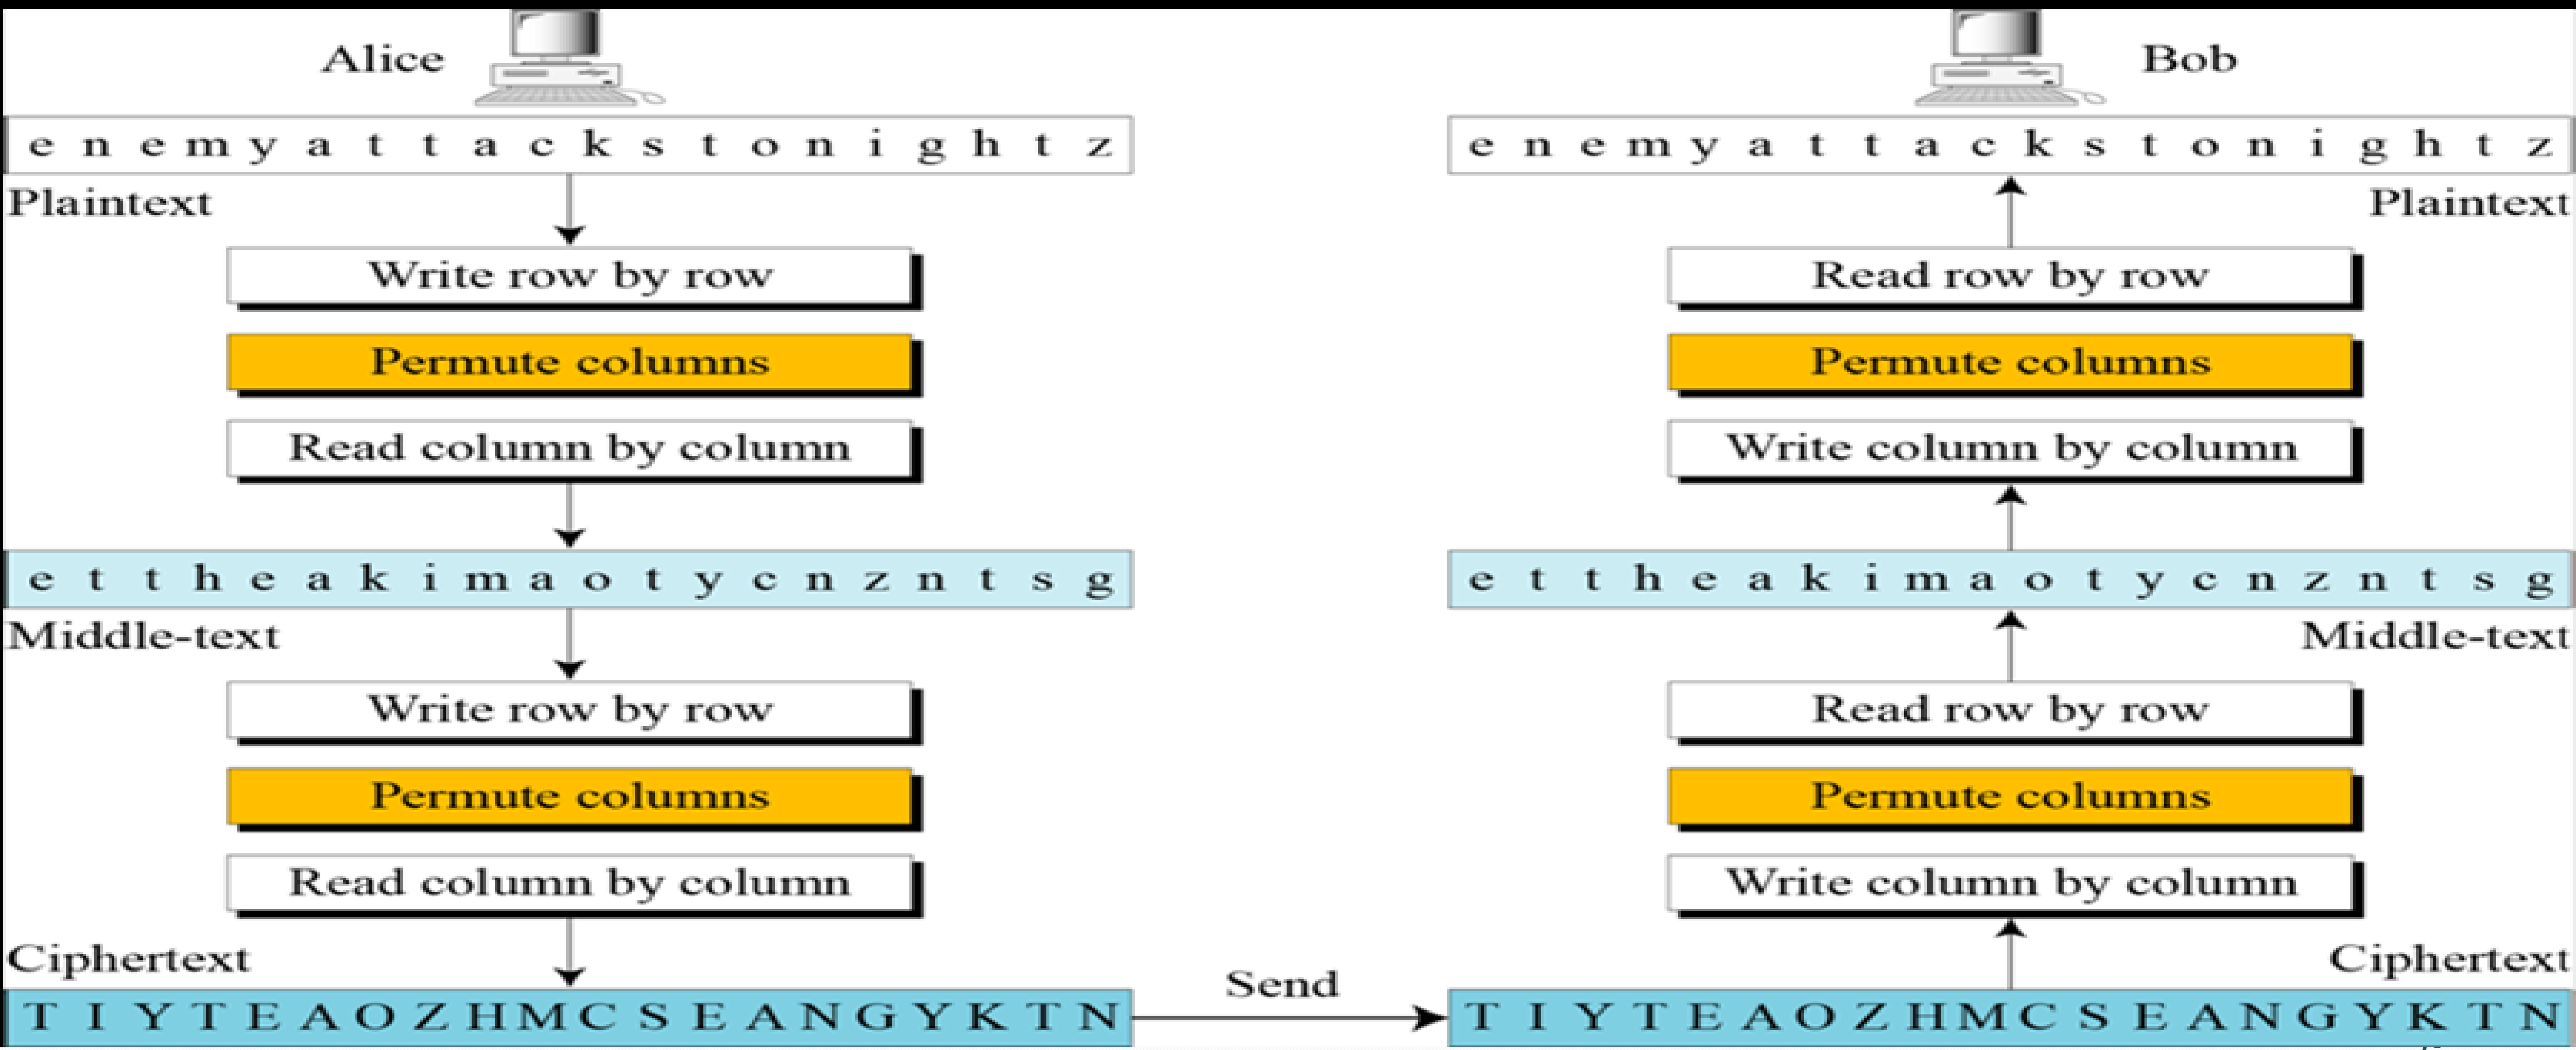 Alice
e n e m y a t t a c k s t o n i g h t z
Plaintext
Write row by row
Permute columns
Read column by column
e t t h e a k i m a o t y c n z n t s g
Middle-text
Write row by row
Permute columns
Read column by column
Ciphertext
T I Y T E A O Z H M C S E A N G Y K T N
Send
Bob
e n e m y a t t a c k s t o n i g h t z
Plaintext
Read row by row
Permute columns
Write column by column
e t t h e a k i m a o t y c n z n t s g
Middle-text
Read row by row
Permute columns
Write column by column
Ciphertext
T I Y T E A O Z H M C S E A N G Y K T N